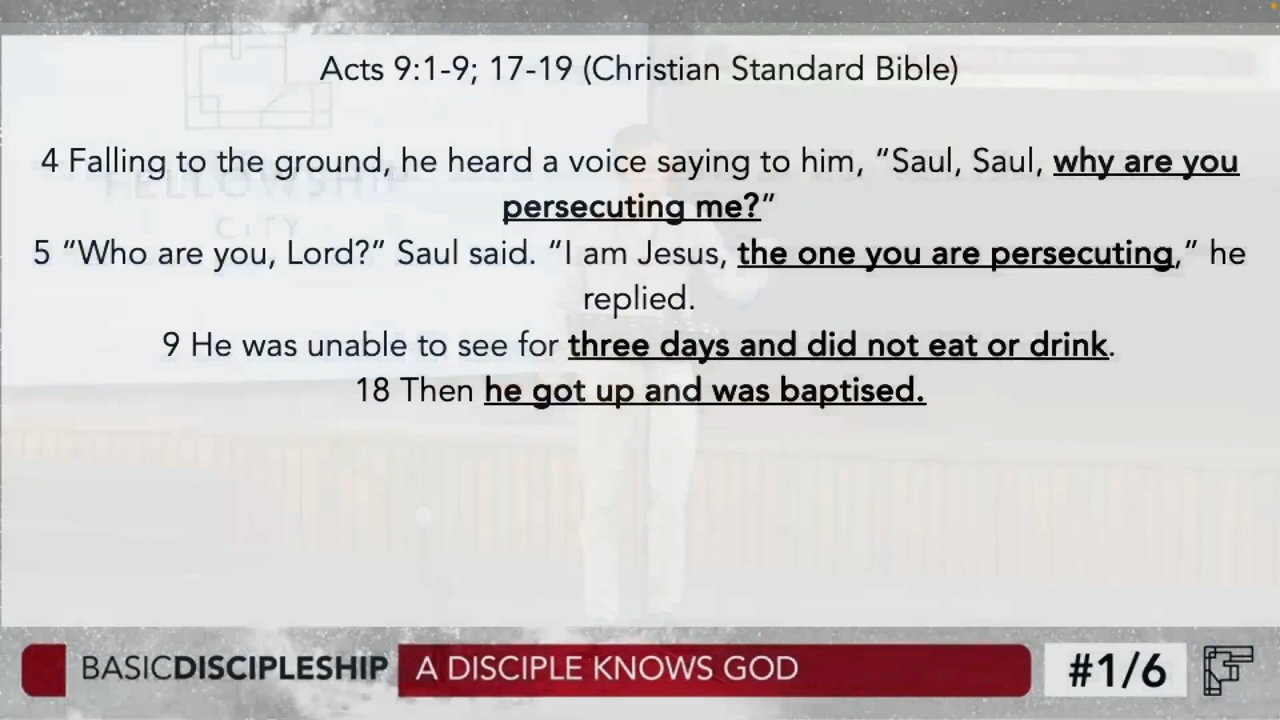 Acts 9:1-9; 17-19 (Christian Standard Bible)
4 Falling to the ground, he heard a voice saying to him, “Saul, Saul, why are you
persecuting me?”
5 “Who are you, Lord?” Saul said. “I am Jesus, the one you are persecuting,” he
replied.
9 He was unable to see for three days and did not eat or drink.
18 Then he got up and was baptised.
FELLOWSHIP
CITY
BASICDISCIPLESHIP
A DISCIPLE KNOWS GOD
#1/6